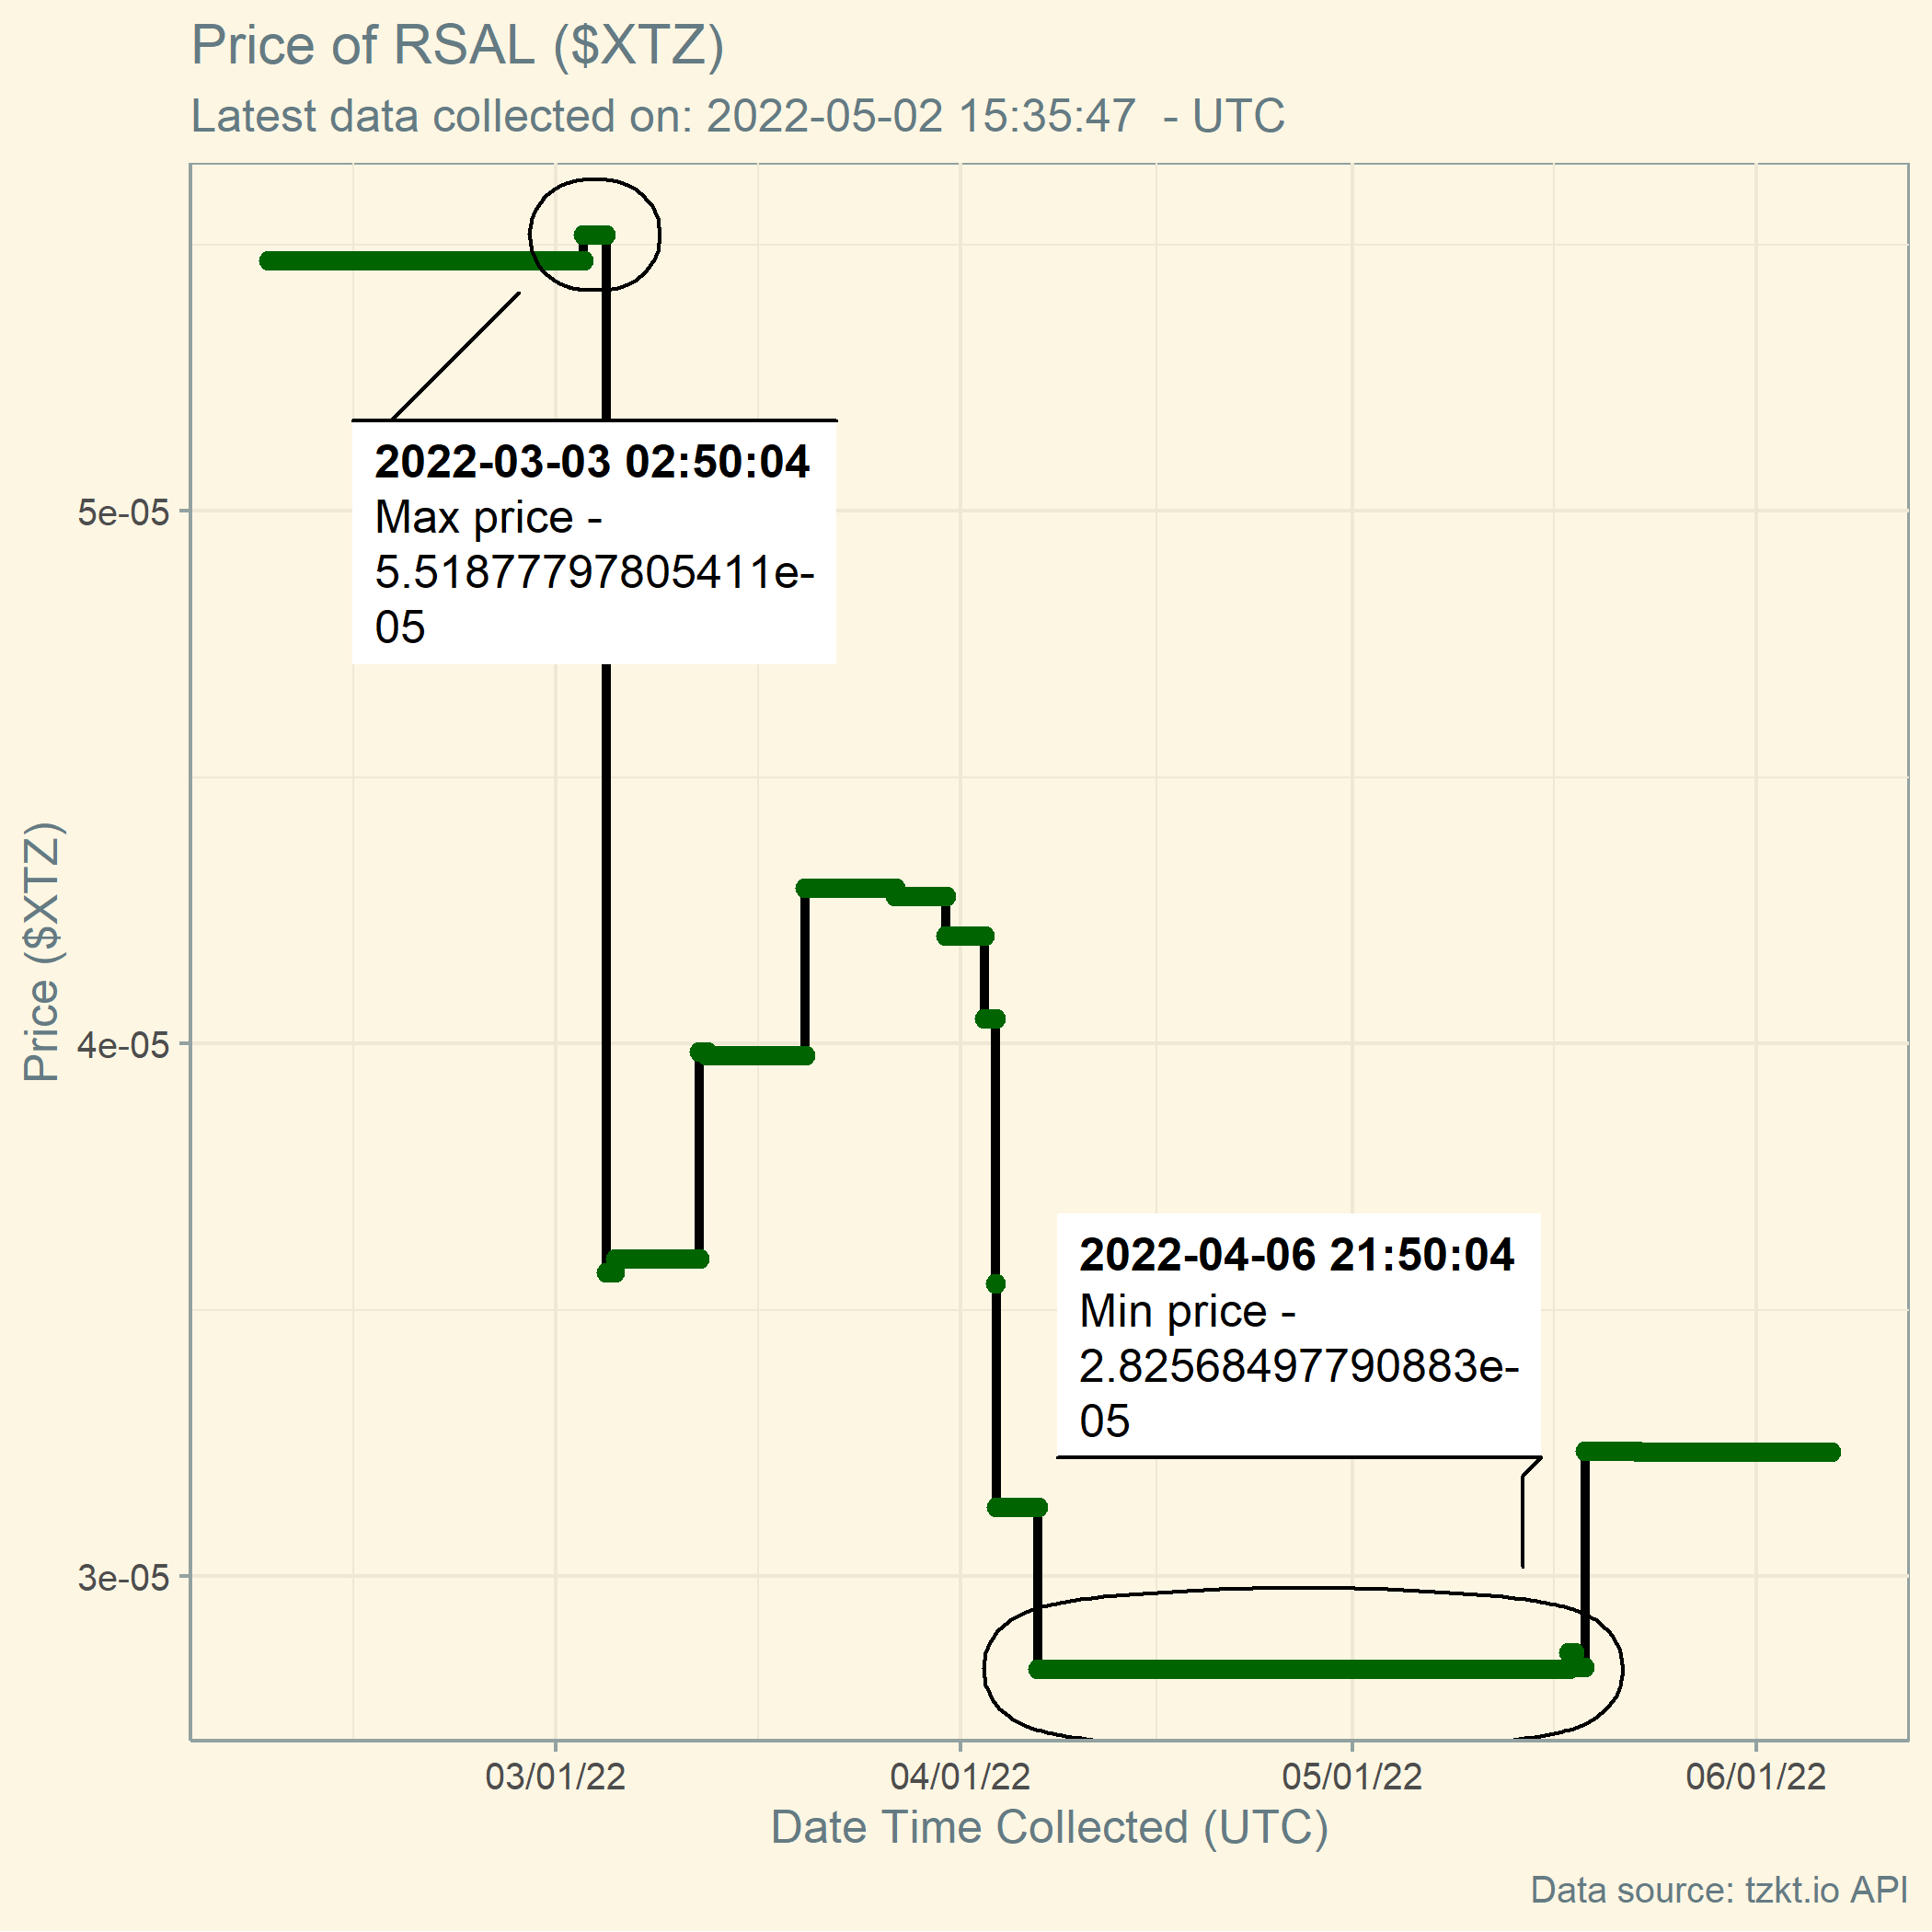 Price of RSAL ($XTZ)
Latest data collected on: 2022-05-02 15:35:47  - UTC
2022-03-03 02:50:04
Max price -
5.51877797805411e-
05
5e-05
Price ($XTZ)
4e-05
2022-04-06 21:50:04
Min price -
2.82568497790883e-
05
3e-05
03/01/22
04/01/22
05/01/22
06/01/22
Date Time Collected (UTC)
Data source: tzkt.io API